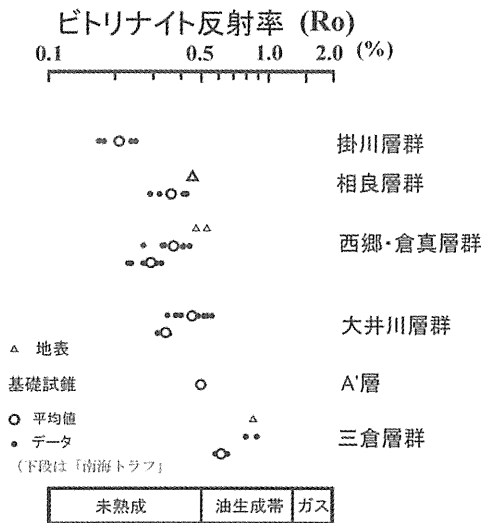 ビトリナイト反射率 (Ro)
0.1 0.5 1.0 2.0 (%)
掛川層群
相良層群
西郷・倉真層群
大井川層群
△ 地表
基礎試錐
A'層
○ 平均値
• データ
三倉層群
(下段は「南海トラフ」
未熟成 油生成帯 ガス